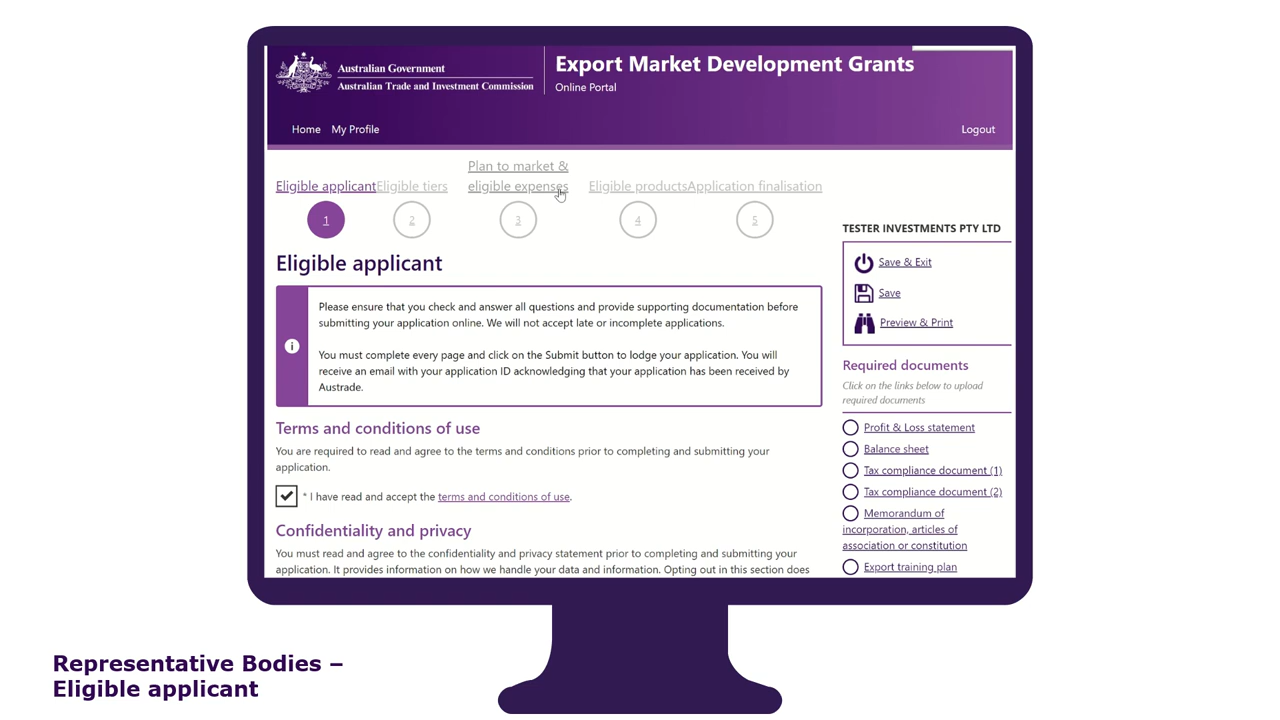 Australian Government
Australian Trade and Investment Commission
Export Market Development Grants
Online Portal
Home My Profile Logout
Eligible applicant
Eligible tiers
Plan to market &
eligible expenses
Eligible products
Application finalisation
1 2 3 4 5
Eligible applicant
Please ensure that you check and answer all questions and provide supporting documentation before
submitting your application online. We will not accept late or incomplete applications.
You must complete every page and click on the Submit button to lodge your application. You will
receive an email with your application ID acknowledging that your application has been received by
Austrade.
Terms and conditions of use
You are required to read and agree to the terms and conditions prior to completing and submitting your
application.
* I have read and accept the terms and conditions of use.
Confidentiality and privacy
You must read and agree to the confidentiality and privacy statement prior to completing and submitting your
application. It provides information on how we handle your data and information. Opting out in this section does
TESTER INVESTMENTS PTY LTD
Save & Exit
Save
Preview & Print
Required documents
Click on the links below to upload
required documents
Profit & Loss statement
Balance sheet
Tax compliance document (1)
Tax compliance document (2)
Memorandum of
incorporation, articles of
association or constitution
Export training plan
Representative Bodies –
Eligible applicant